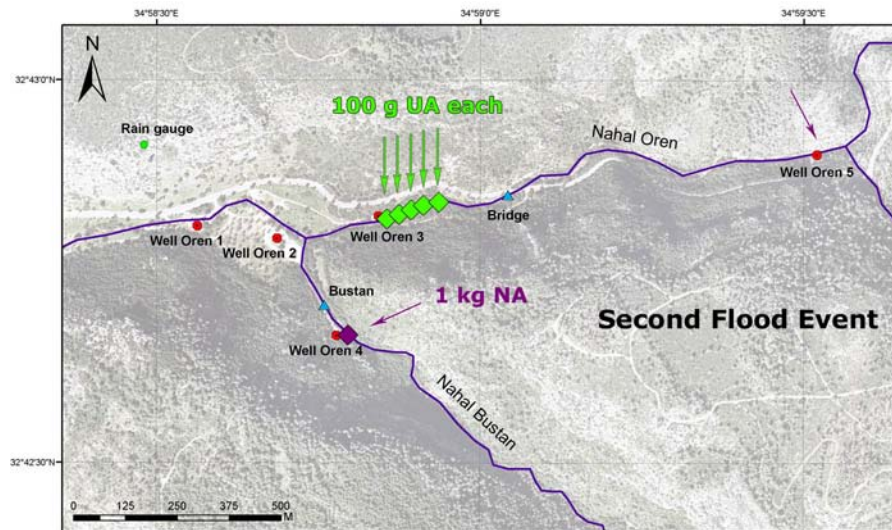 34°58'30"E
34°59'0"E
34°59'30"E
32°43'0"N
N
100 g UA each
Rain gauge
Nahal Oren
Well Oren 5
Bridge
Well Oren 3
Well Oren 1
Well Oren 2
Bustan
1 kg NA
Second Flood Event
Well Oren 4
Nahal Bustan
32°42'30"N
0 125 250 375 500
M